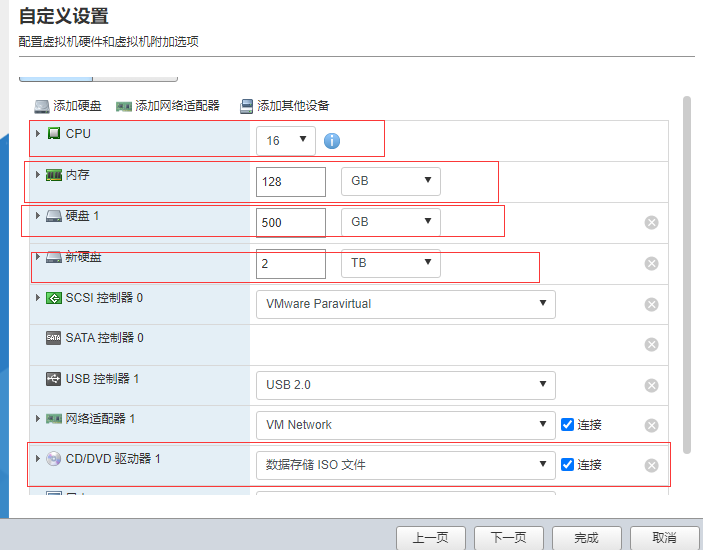 自定义设置
配置虚拟机硬件和虚拟机附加选项
添加硬盘 添加网络适配器 添加其他设备
CPU 16
内存 128 GB
硬盘 1 500 GB
新硬盘 2 TB
SCSI 控制器 0 VMware Paravirtual
SATA SATA 控制器 0
USB 控制器 1 USB 2.0
网络适配器 1 VM Network 连接
CD/DVD 驱动器 1 数据存储 ISO 文件 连接
上一页 下一页 完成 取消